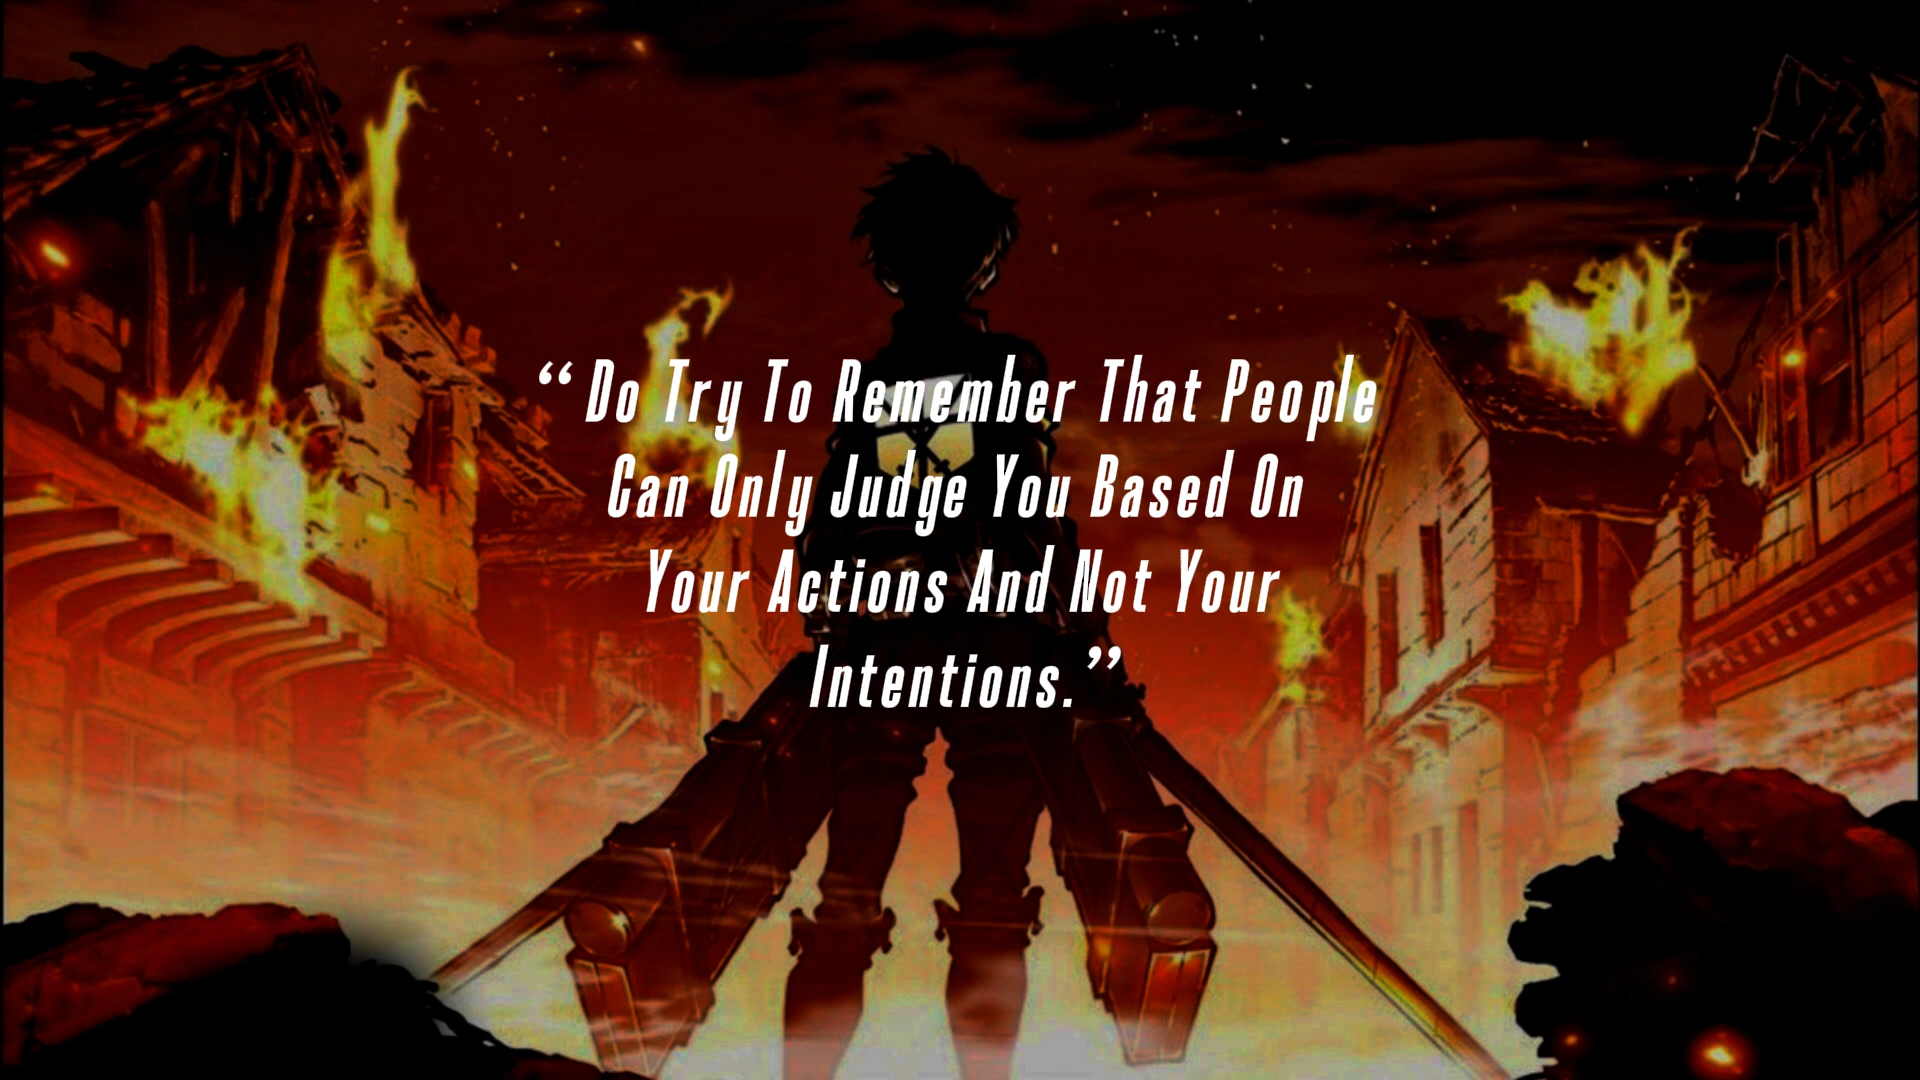 “ Do Try To Remember That People
Can Only Judge You Based On
Your Actions And Not Your
Intentions.”